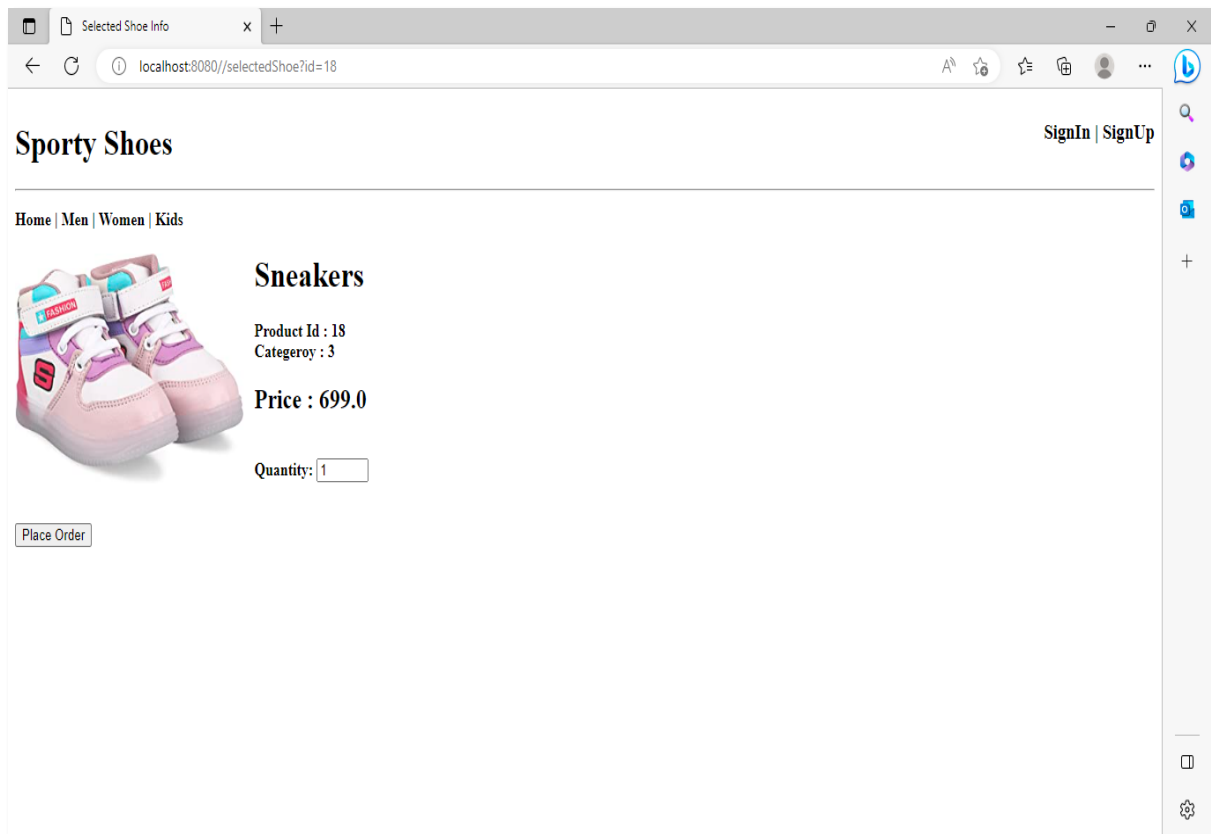 Selected Shoe Info
localhost:8080//selectedShoe?id=18
Sporty Shoes
SignIn | SignUp
Home | Men | Women | Kids
FASHION
S
Sneakers
Product Id : 18
Categeroy : 3
Price : 699.0
Quantity: 1
Place Order